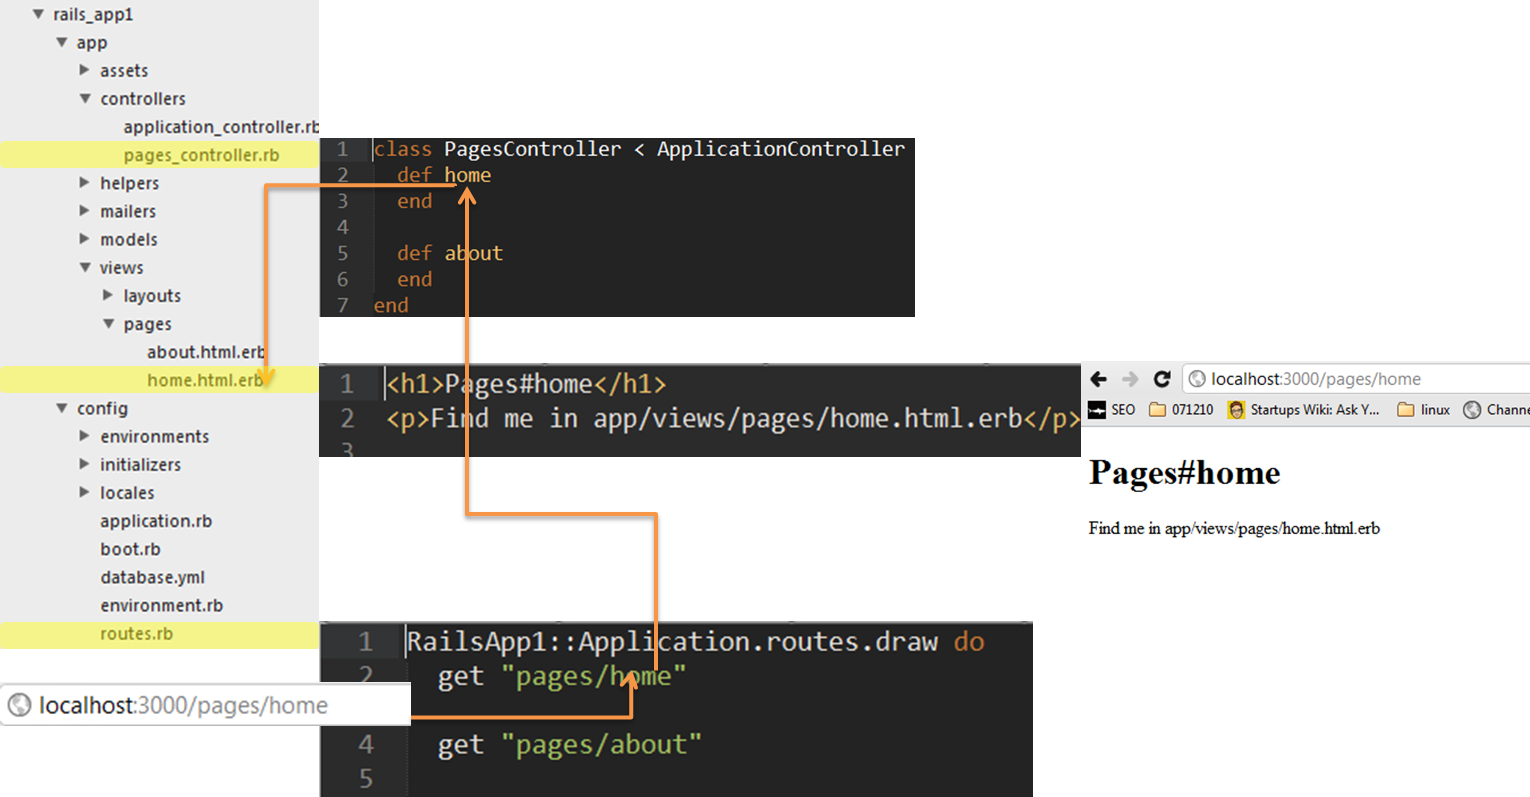 rails_app1
app
assets
controllers
application_controller.rb
pages_controller.rb
helpers
mailers
models
views
layouts
pages
about.html.erb
home.html.erb
config
environments
initializers
locales
application.rb
boot.rb
database.yml
environment.rb
routes.rb
localhost:3000/pages/home
1 class PagesController < ApplicationController
2 def home
3 end
4
5 def about
6 end
7 end
1 <h1>Pages#home</h1>
2 <p>Find me in app/views/pages/home.html.erb</p>
3
localhost:3000/pages/home
SEO 071210 Startups Wiki: Ask Y... linux Channe
Pages#home
Find me in app/views/pages/home.html.erb
1 RailsApp1::Application.routes.draw do
2 get "pages/home"
4 get "pages/about"
5